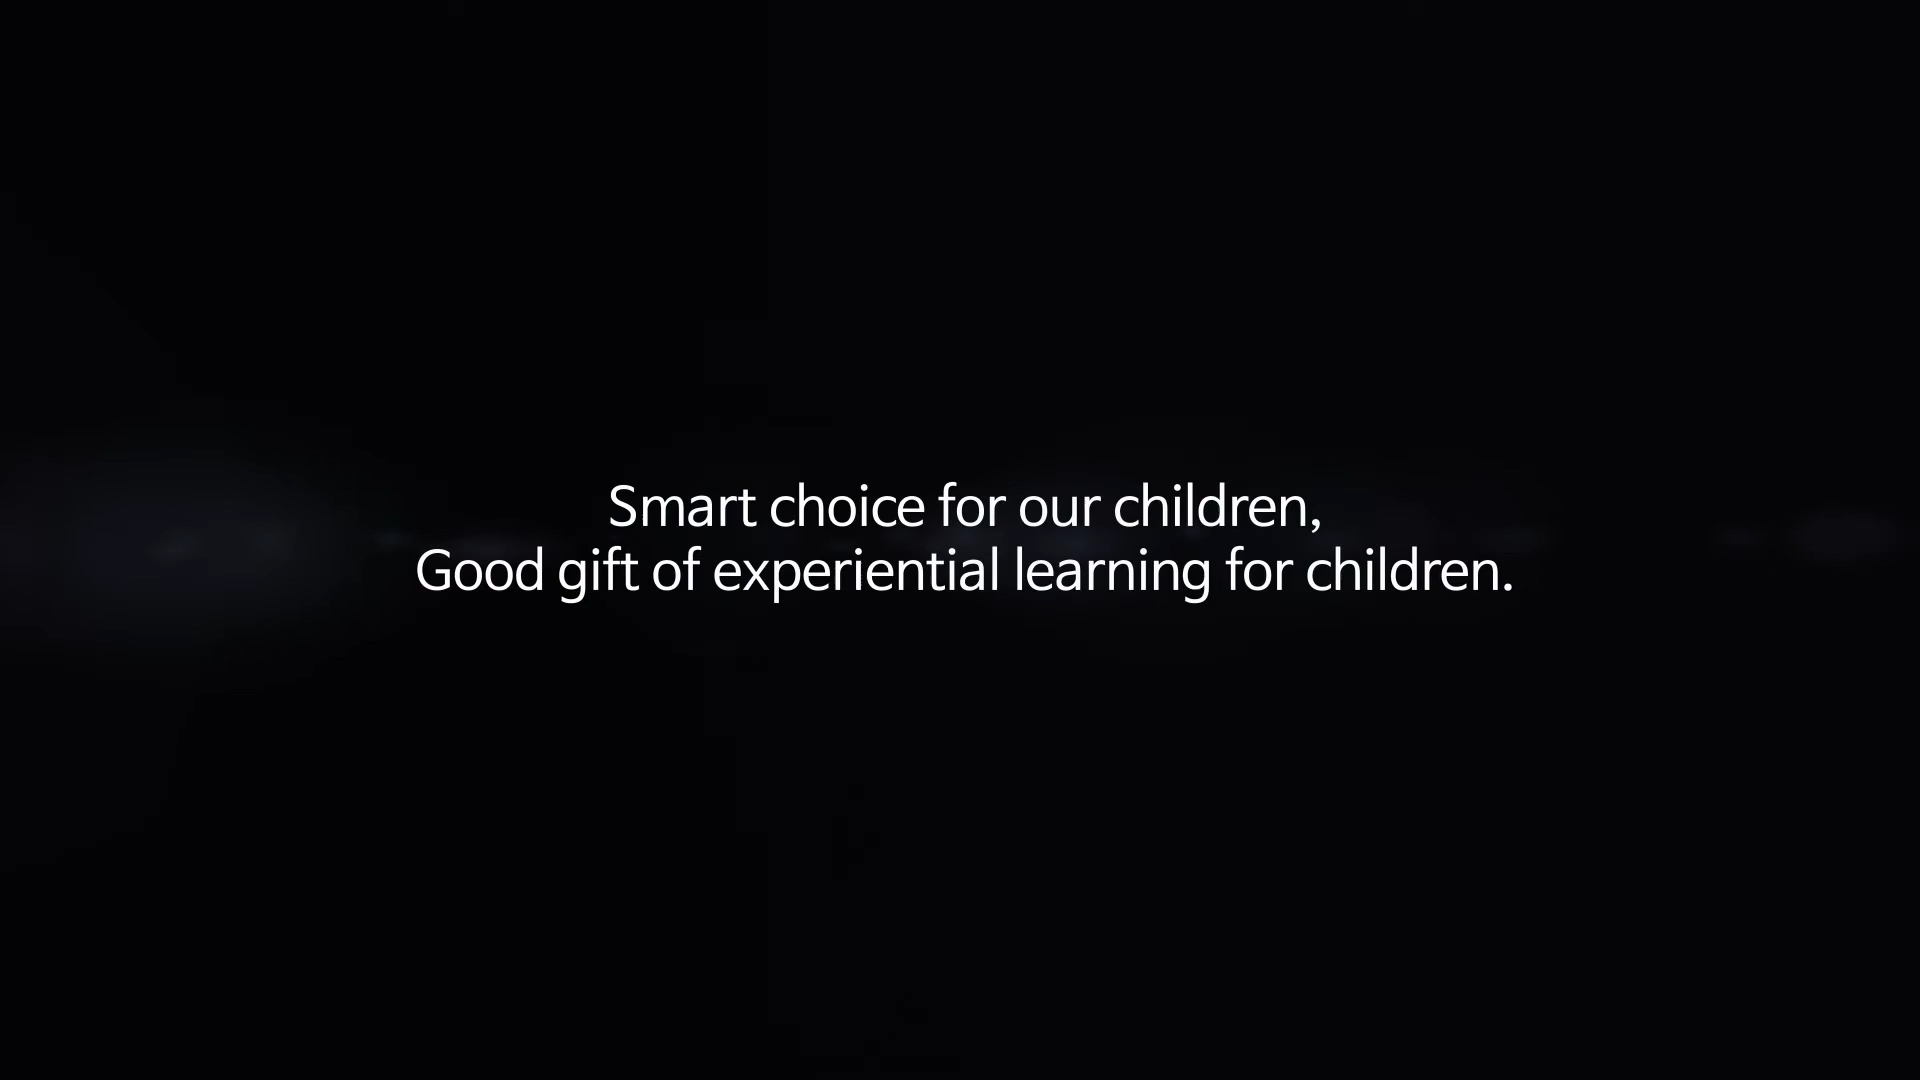 Smart choice for our children,
Good gift of experiential learning for children.